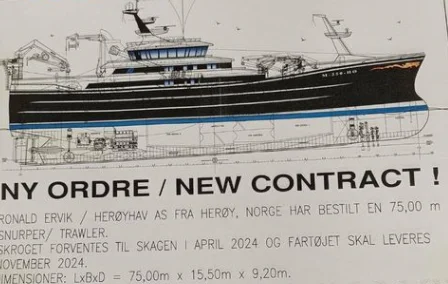 NY ORDRE / NEW CONTRACT !
RONALD ERVIK / HERØYHAV AS FRA HERØY, NORGE HAR BESTILT EN 75,00 m
SNURPER/ TRAWLER.
SKROGET FORVENTES TIL SKAGEN I APRIL 2024 OG FARTØJET SKAL LEVERES
NOVEMBER 2024.
DIMENSIONER: LxBxD = 75,00m x 15,50m x 9,20m.